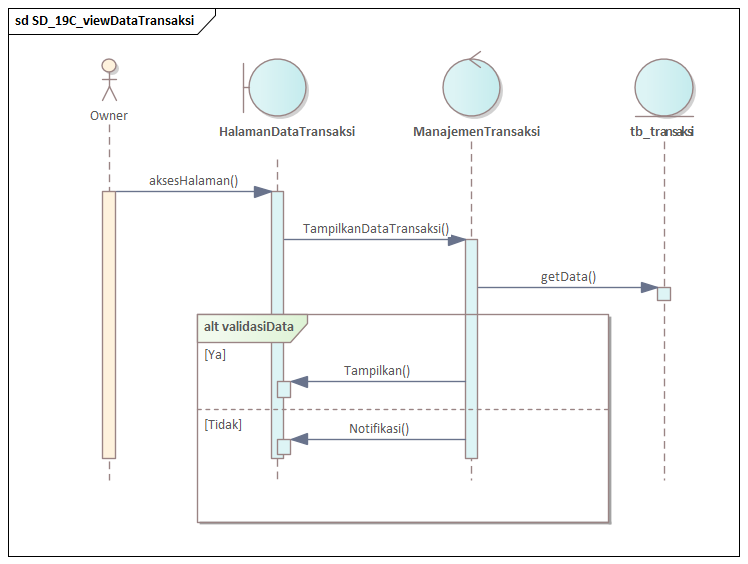 sd SD_19C_viewDataTransaksi
Owner
HalamanDataTransaksi
ManajemenTransaksi
tb_transaksi
aksesHalaman()
TampilkanDataTransaksi()
getData()
alt validasiData
[Ya]
Tampilkan()
[Tidak]
Notifikasi()